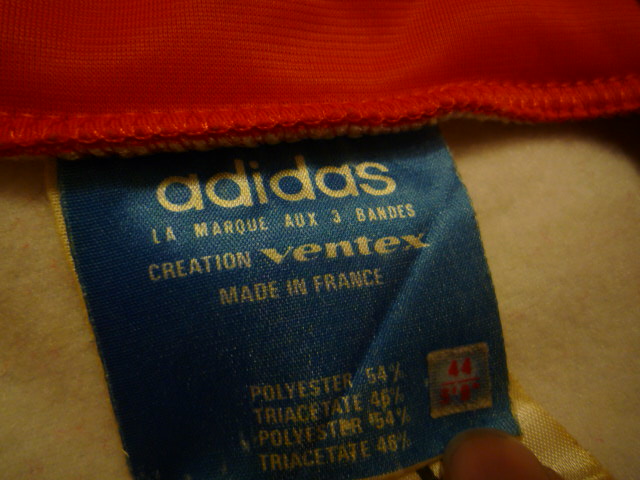 adidas
LA MARQUE AUX 3 BANDES
CREATION ventex
MADE IN FRANCE
44
POLYESTER 54%
TRIACETATE 46%
POLYESTER 54%
TRIACETATE 46%